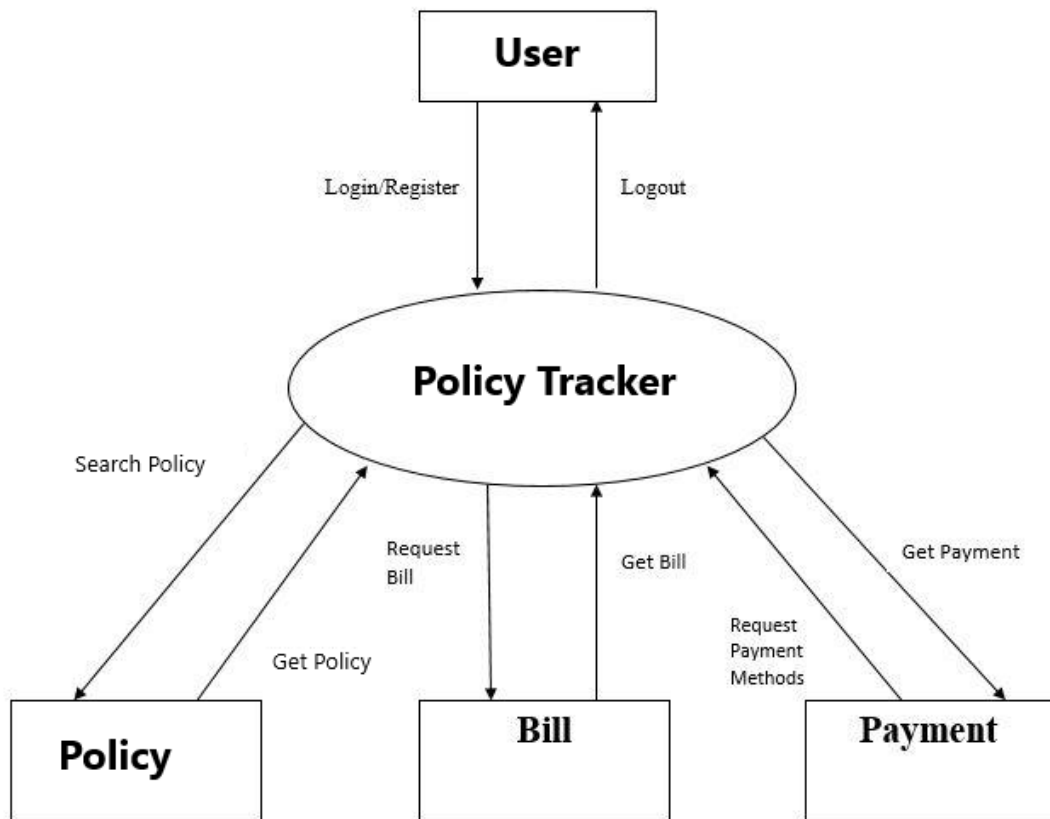 User
Login/Register
Logout
Policy Tracker
Search Policy
Get Policy
Request
Bill
Get Bill
Get Payment
Request
Payment
Methods
Policy
Bill
Payment